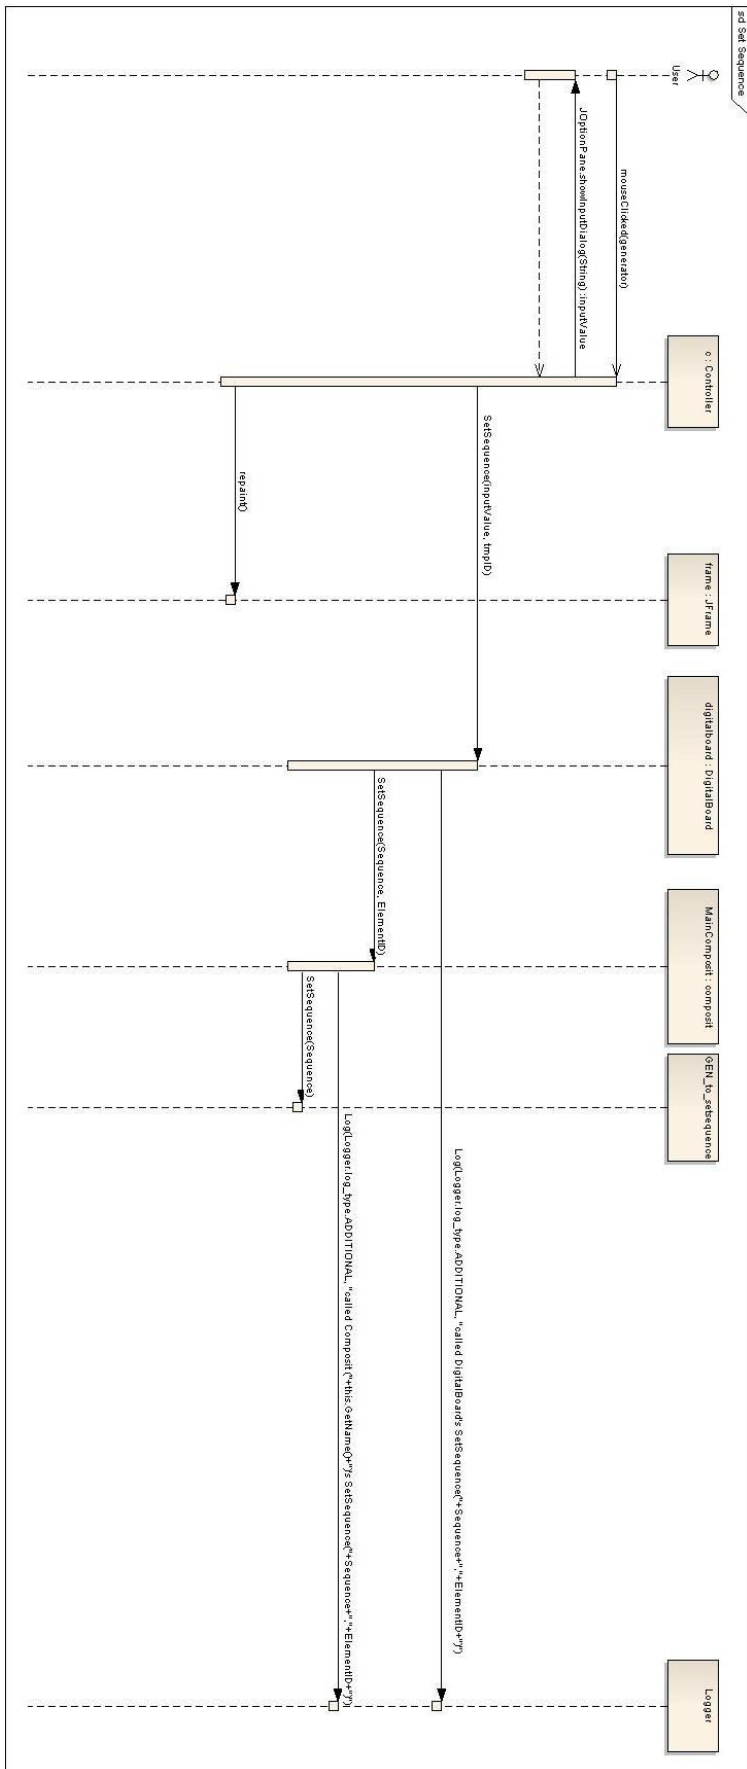 sd Set Sequence
User
c : Controller
frame : JFrame
digitalboard : DigitalBoard
MainComposit : composit
GEN_to_setsequence
Logger
mouseClicked(generator)
JOptionPane.showInputDialog(String) :inputValue
SetSequence(inputValue, tmpID)
Log(Logger.log_type.ADDITIONAL, "called DigitalBoard's SetSequence("+Sequence+","+ElementID+")")
SetSequence(Sequence, ElementID)
Log(Logger.log_type.ADDITIONAL, "called Composit ("+this.GetName()+")'s SetSequence("+Sequence+","+ElementID+")")
SetSequence(Sequence)
repaint()